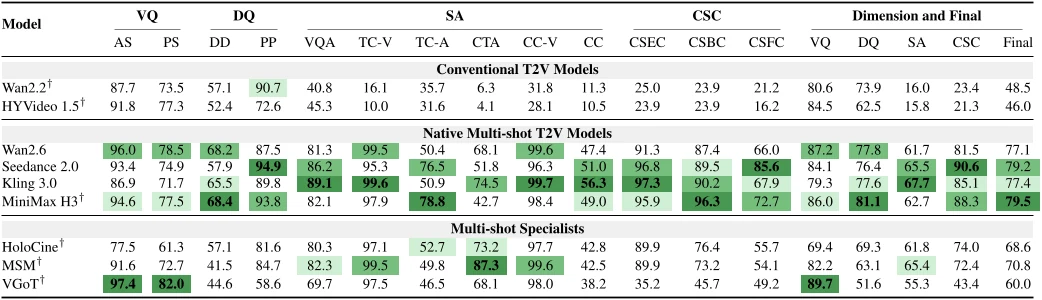 Model VQ DQ SA CSC Dimension and Final
AS PS DD PP VQA TC-V TC-A CTA CC-V CC CSEC CSBC CSFC VQ DQ SA CSC Final
Conventional T2V Models
Wan2.2† 87.7 73.5 57.1 90.7 40.8 16.1 35.7 6.3 31.8 11.3 25.0 23.9 21.2 80.6 73.9 16.0 23.4 48.5
HYVideo 1.5† 91.8 77.3 52.4 72.6 45.3 10.0 31.6 4.1 28.1 10.5 23.9 23.9 16.2 84.5 62.5 15.8 21.3 46.0
Native Multi-shot T2V Models
Wan2.6 96.0 78.5 68.2 87.5 81.3 99.5 50.4 68.1 99.6 47.4 91.3 87.4 66.0 87.2 77.8 61.7 81.5 77.1
Seedance 2.0 93.4 74.9 57.9 94.9 86.2 95.3 76.5 51.8 96.3 51.0 96.8 89.5 85.6 84.1 76.4 65.5 90.6 79.2
Kling 3.0 86.9 71.7 65.5 89.8 89.1 99.6 50.9 74.5 99.7 56.3 97.3 90.2 67.9 79.3 77.6 67.7 85.1 77.4
MiniMax H3† 94.6 77.5 68.4 93.8 82.1 97.9 78.8 42.7 98.4 49.0 95.9 96.3 72.7 86.0 81.1 62.7 88.3 79.5
Multi-shot Specialists
HoloCine† 77.5 61.3 57.1 81.6 80.3 97.1 52.7 73.2 97.7 42.8 89.9 76.4 55.7 69.4 69.3 61.8 74.0 68.6
MSM† 91.6 72.7 41.5 84.7 82.3 99.5 49.8 87.3 99.6 42.5 89.9 73.2 54.1 82.2 63.1 65.4 72.4 70.8
VGoT† 97.4 82.0 44.6 58.6 69.7 97.5 46.5 68.1 98.0 38.2 35.2 45.7 49.2 89.7 51.6 55.3 43.4 60.0